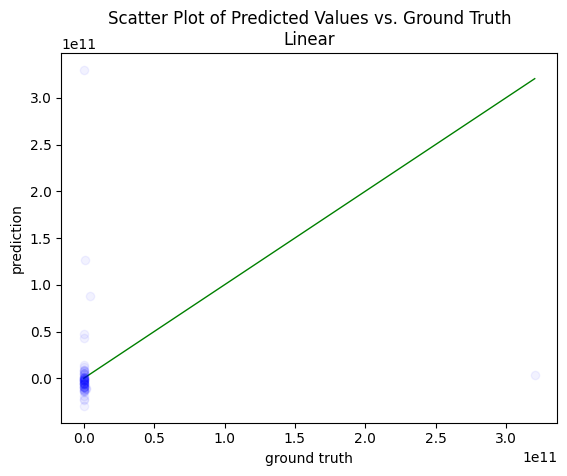 Scatter Plot of Predicted Values vs. Ground Truth
Linear
1e11
3.0
2.5
2.0
1.5
1.0
0.5
0.0
prediction
0.0 0.5 1.0 1.5 2.0 2.5 3.0
1e11
ground truth